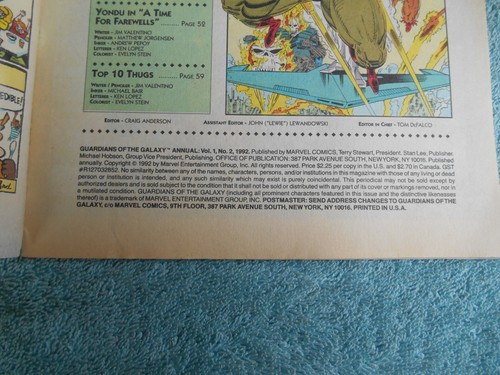 YONDU IN "A TIME
FOR FAREWELLS" .......... PAGE 52
WRITER - JIM VALENTINO
PENCILER - MATTHEW JORGENSEN
INKER - ANDREW PEPOY
LETTERER - KEN LOPEZ
COLORIST - EVELYN STEIN
TOP 10 THUGS .......... PAGE 59
WRITER / PENCILER - JIM VALENTINO
INKER - MICHAEL BAIR
LETTERER - KEN LOPEZ
COLORIST - EVELYN STEIN
EDITOR - CRAIG ANDERSON ASSISTANT EDITOR - JOHN ("LEWIE") LEWANDOWSKI EDITOR IN CHIEF - TOM DEFALCO
GUARDIANS OF THE GALAXY™ ANNUAL: Vol. 1, No. 2, 1992. Published by MARVEL COMICS, Terry Stewart, President. Stan Lee, Publisher.
Michael Hobson, Group Vice President, Publishing. OFFICE OF PUBLICATION: 387 PARK AVENUE SOUTH, NEW YORK, NY 10016. Published
annually. Copyright © 1992 by Marvel Entertainment Group, Inc. All rights reserved. Price $2.25 per copy in the U.S. and $2.70 in Canada. GST
#R127032852. No similarity between any of the names, characters, persons, and/or institutions in this magazine with those of any living or dead
person or institution is intended, and any such similarity which may exist is purely coincidental. This periodical may not be sold except by
authorized dealers and is sold subject to the condition that it shall not be sold or distributed with any part of its cover or markings removed, nor in
a mutilated condition. GUARDIANS OF THE GALAXY (including all prominent characters featured in this issue and the distinctive likenesses
thereof) is a trademark of MARVEL ENTERTAINMENT GROUP, INC. POSTMASTER: SEND ADDRESS CHANGES TO GUARDIANS OF THE
GALAXY, c/o MARVEL COMICS, 9TH FLOOR, 387 PARK AVENUE SOUTH, NEW YORK, NY 10016. PRINTED IN U.S.A.